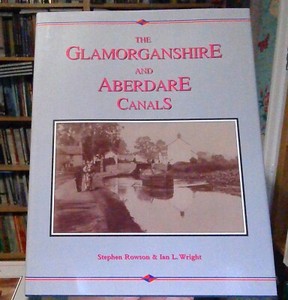 THE
GLAMORGANSHIRE
AND
ABERDARE
CANALS
Stephen Rowson & Ian L. Wright